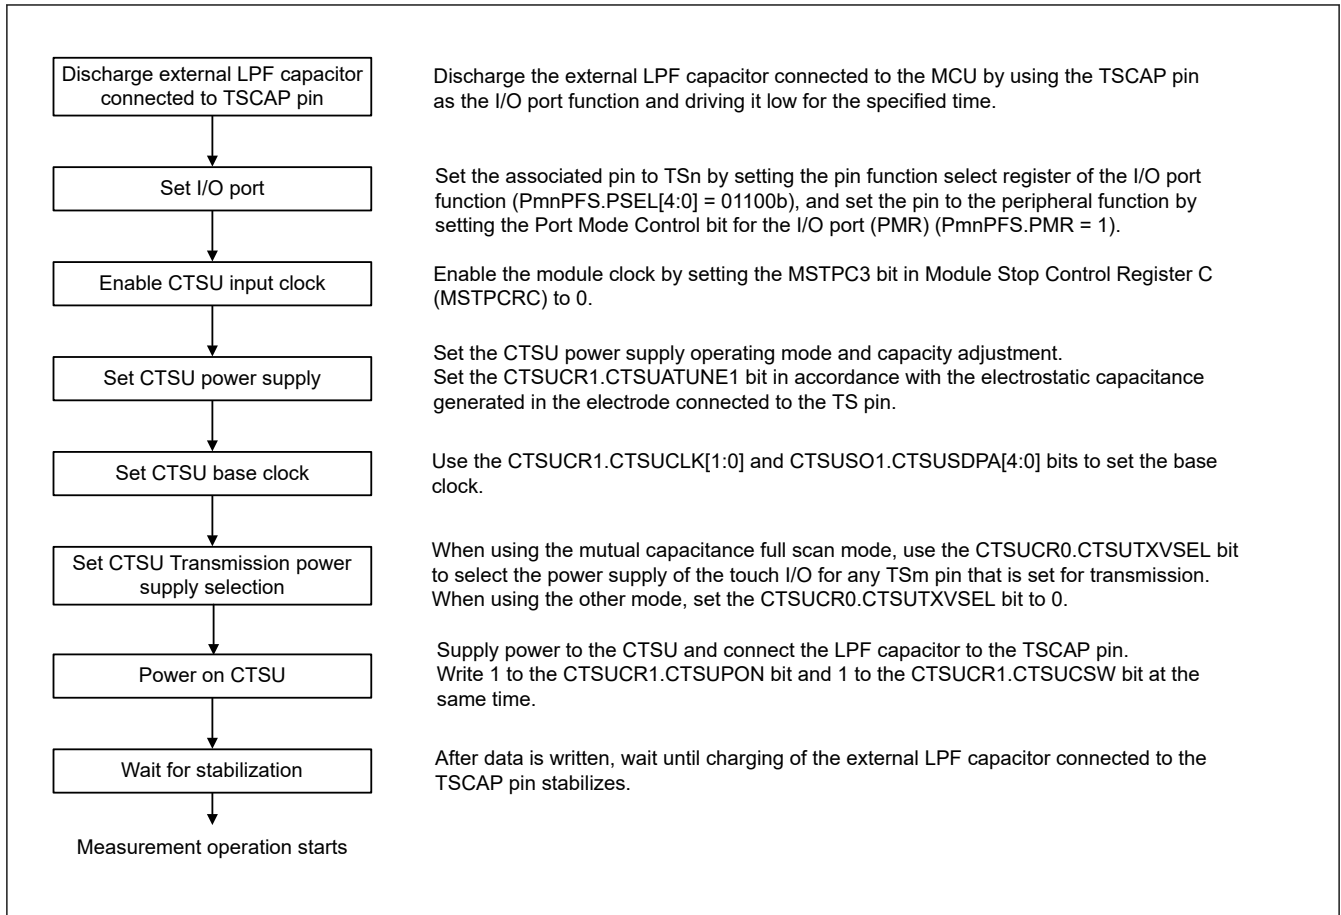 Discharge external LPF capacitor
connected to TSCAP pin
Discharge the external LPF capacitor connected to the MCU by using the TSCAP pin
as the I/O port function and driving it low for the specified time.
Set I/O port
Set the associated pin to TSn by setting the pin function select register of the I/O port
function (PmnPFS.PSEL[4:0] = 01100b), and set the pin to the peripheral function by
setting the Port Mode Control bit for the I/O port (PMR) (PmnPFS.PMR = 1).
Enable CTSU input clock
Enable the module clock by setting the MSTPC3 bit in Module Stop Control Register C
(MSTPCRC) to 0.
Set CTSU power supply
Set the CTSU power supply operating mode and capacity adjustment.
Set the CTSUCR1.CTSUATUNE1 bit in accordance with the electrostatic capacitance
generated in the electrode connected to the TS pin.
Set CTSU base clock
Use the CTSUCR1.CTSUCLK[1:0] and CTSUSO1.CTSUSDPA[4:0] bits to set the base
clock.
Set CTSU Transmission power
supply selection
When using the mutual capacitance full scan mode, use the CTSUCR0.CTSUTXVSEL bit
to select the power supply of the touch I/O for any TSm pin that is set for transmission.
When using the other mode, set the CTSUCR0.CTSUTXVSEL bit to 0.
Power on CTSU
Supply power to the CTSU and connect the LPF capacitor to the TSCAP pin.
Write 1 to the CTSUCR1.CTSUPON bit and 1 to the CTSUCR1.CTSUCSW bit at the
same time.
Wait for stabilization
After data is written, wait until charging of the external LPF capacitor connected to the
TSCAP pin stabilizes.
Measurement operation starts